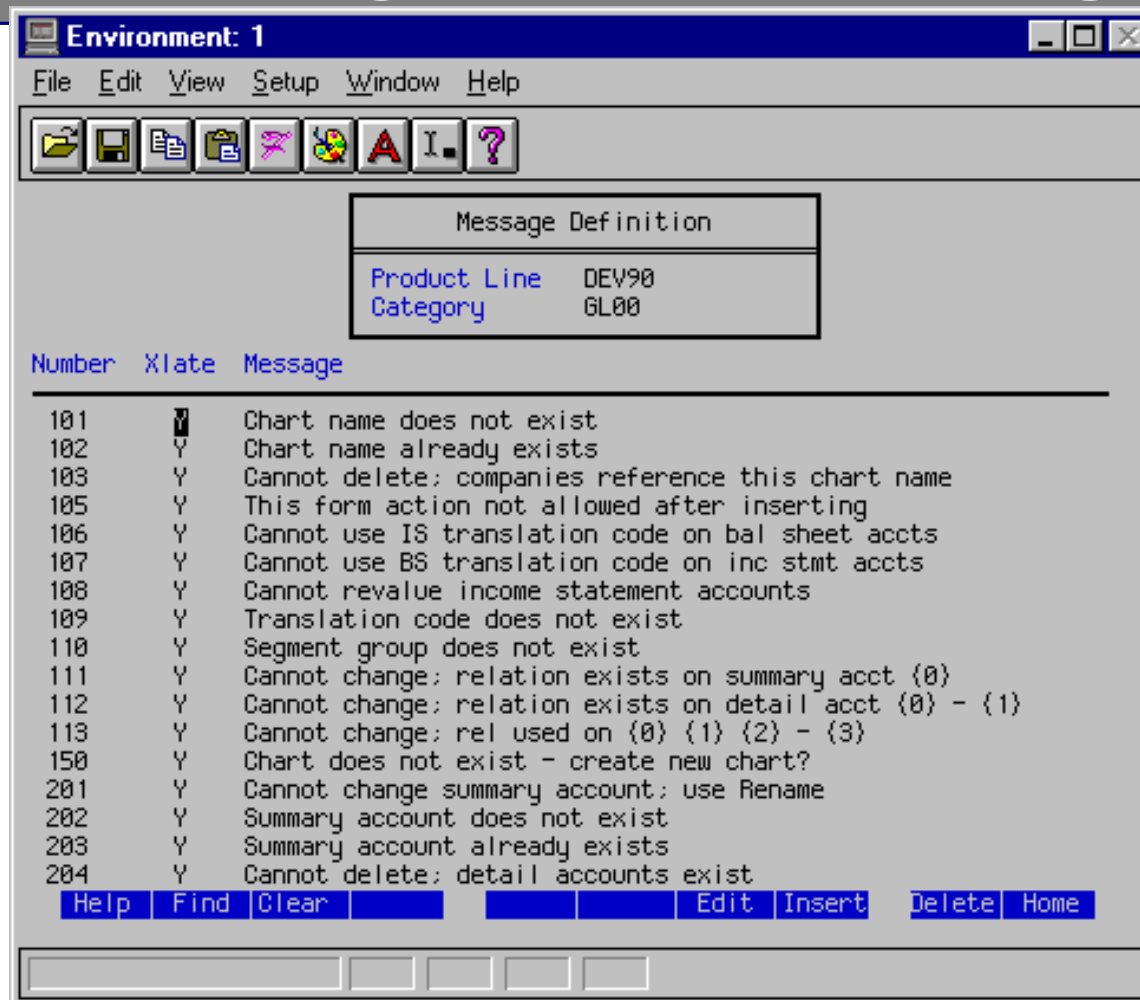 Environment: 1
File Edit View Setup Window Help
Message Definition
Product Line DEV90
Category GL00
Number Xlate Message
101 Y Chart name does not exist
102 Y Chart name already exists
103 Y Cannot delete; companies reference this chart name
105 Y This form action not allowed after inserting
106 Y Cannot use IS translation code on bal sheet accts
107 Y Cannot use BS translation code on inc stmt accts
108 Y Cannot revalue income statement accounts
109 Y Translation code does not exist
110 Y Segment group does not exist
111 Y Cannot change; relation exists on summary acct {0}
112 Y Cannot change; relation exists on detail acct {0} - {1}
113 Y Cannot change; rel used on {0} {1} {2} - {3}
150 Y Chart does not exist - create new chart?
201 Y Cannot change summary account; use Rename
202 Y Summary account does not exist
203 Y Summary account already exists
204 Y Cannot delete; detail accounts exist
Help Find Clear Edit Insert Delete Home